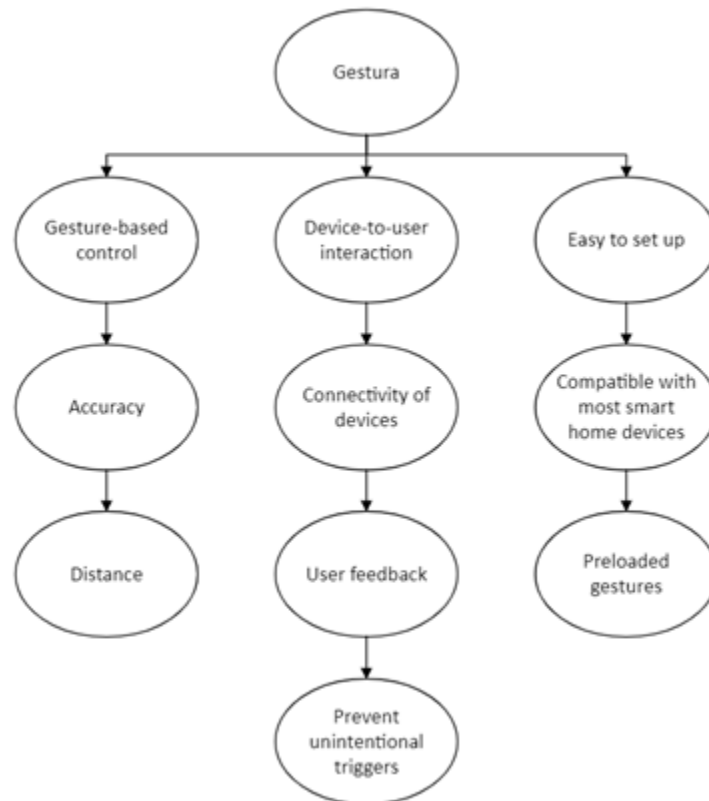 Gestura
Gesture-based
control
Device-to-user
interaction
Easy to set up
Accuracy
Connectivity of
devices
Compatible with
most smart
home devices
Distance
User feedback
Preloaded
gestures
Prevent
unintentional
triggers